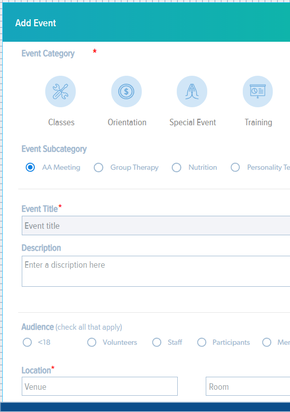 Add Event
Event Category *
Classes Orientation Special Event Training
Event Subcategory
AA-Meeting Group Therapy Nutrition Personality Te
Event Title*
Event title
Description
Enter a discription here
Audience (check all that apply)
<18 Volunteers Staff Participants Mer
Location*
Venue Room